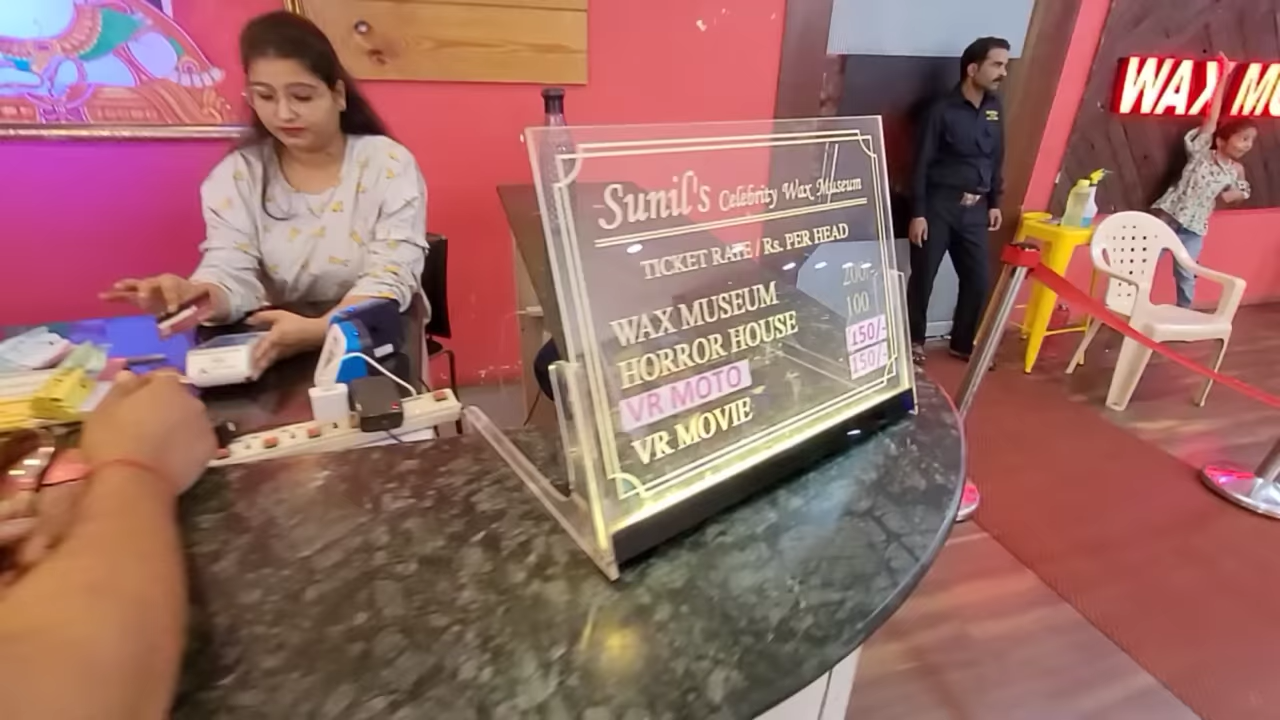 Sunil's Celebrity Wax Museum
TICKET RATE / Rs. PER HEAD
WAX MUSEUM 200/-
HORROR HOUSE 100
VR MOTO 150/-
VR MOVIE 150/-
WAX MU